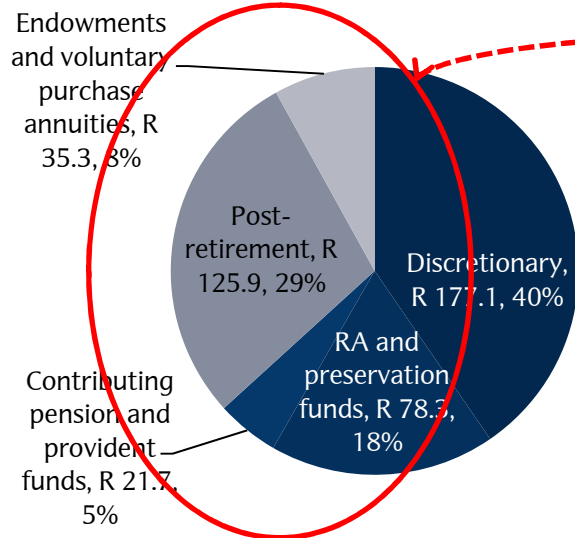 Endowments
and voluntary
purchase
annuities, R
35.3, 8%
Post-
retirement, R
125.9, 29%
Discretionary,
R 177.1, 40%
RA and
preservation
funds, R 78.3,
18%
Contributing
pension and
provident
funds, R 21.7,
5%